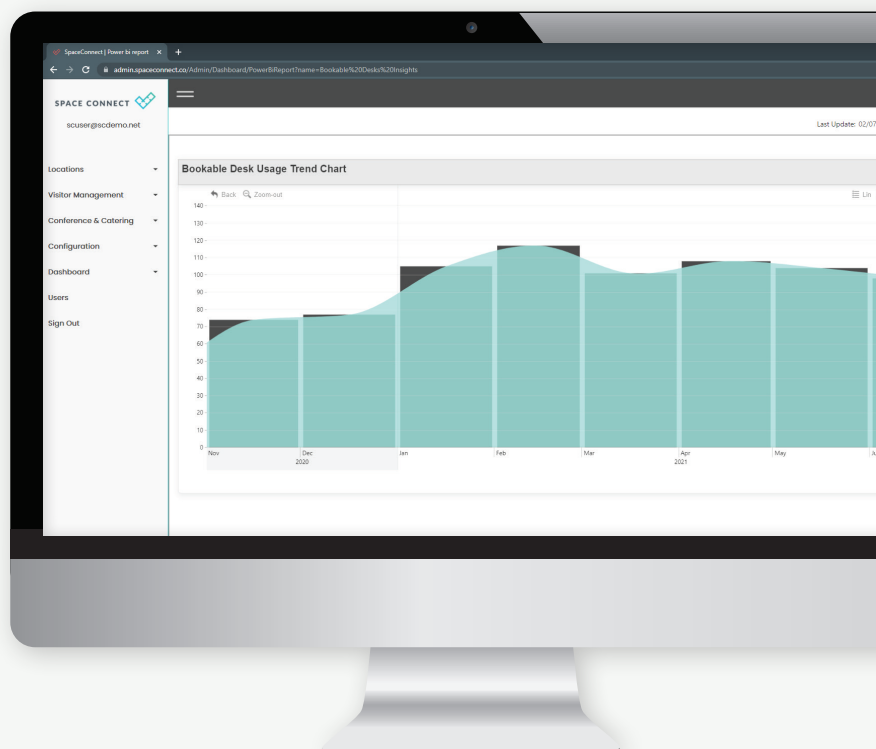 SpaceConnect | Power bi report
admin.spaceconnect.co/Admin/Dashboard/PowerBiReport?name=Bookable%20Desks%20Insights
SPACE CONNECT
scuser@scdemo.net
Last Update: 02/07
Locations
Visitor Management
Conference & Catering
Configuration
Dashboard
Users
Sign Out
Bookable Desk Usage Trend Chart
Back Zoom-out
Lin
140
130
120
110
100
90
80
70
60
50
40
30
20
10
0
Nov Dec Jan Feb Mar Apr May
2020 2021